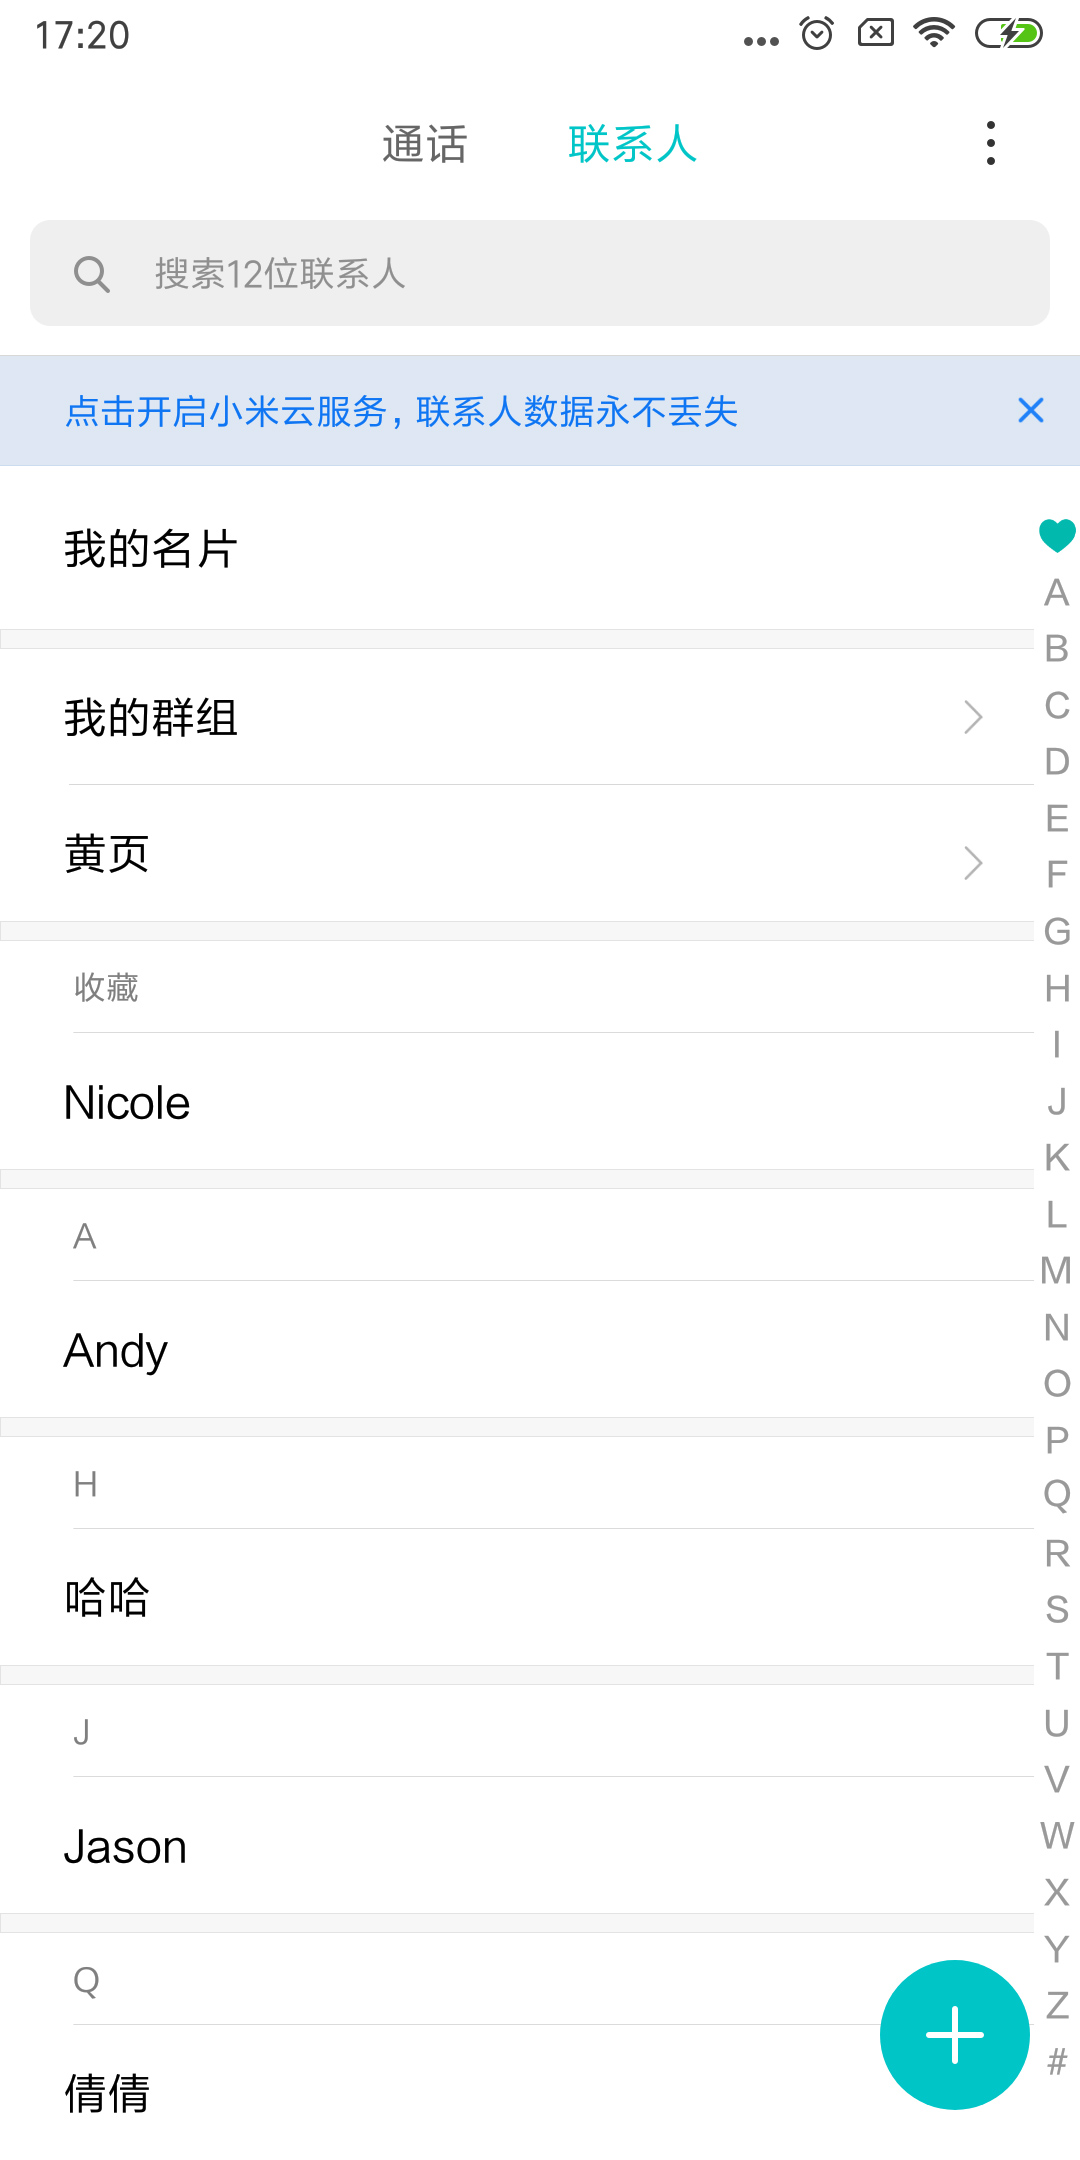 17:20
通话 联系人
搜索12位联系人
点击开启小米云服务，联系人数据永不丢失
我的名片
我的群组
黄页
收藏
Nicole
A
Andy
H
哈哈
J
Jason
Q
倩倩
A
B
C
D
E
F
G
H
I
J
K
L
M
N
O
P
Q
R
S
T
U
V
W
X
Y
Z
#